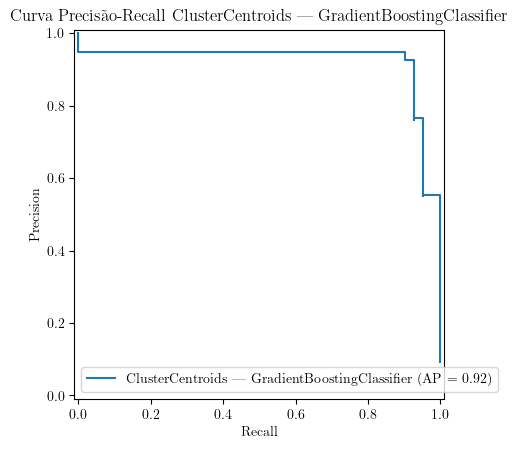 Curva Precisão-Recall ClusterCentroids — GradientBoostingClassifier
1.0
0.8
0.6
0.4
0.2
0.0
Precision
ClusterCentroids — GradientBoostingClassifier (AP = 0.92)
0.0 0.2 0.4 0.6 0.8 1.0
Recall